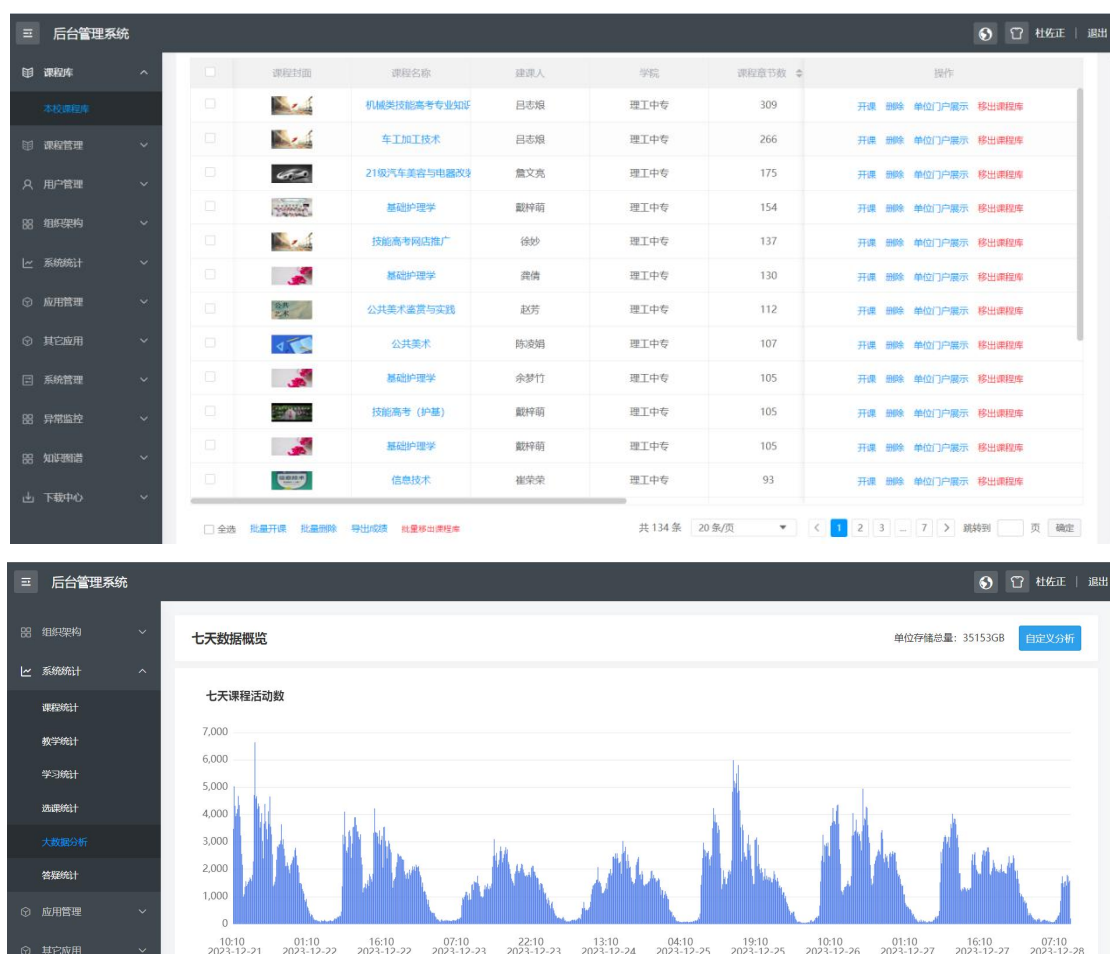 后台管理系统 杜佐正 | 退出
课程库
本校课程库
课程管理
用户管理
组织架构
系统统计
应用管理
其它应用
系统管理
异常监控
知识图谱
下载中心
课程封面 课程名称 建课人 学院 课程章节数 操作
机械类技能高考专业知识 吕志娘 理工中专 309 开课 删除 单位门户展示 移出课程库
车工加工技术 吕志娘 理工中专 266 开课 删除 单位门户展示 移出课程库
21级汽车美容与电器改装 詹文亮 理工中专 175 开课 删除 单位门户展示 移出课程库
基础护理学 戴梓萌 理工中专 154 开课 删除 单位门户展示 移出课程库
技能高考网店推广 徐妙 理工中专 137 开课 删除 单位门户展示 移出课程库
基础护理学 龚倩 理工中专 130 开课 删除 单位门户展示 移出课程库
公共美术鉴赏与实践 赵芳 理工中专 112 开课 删除 单位门户展示 移出课程库
公共美术 陈凌娟 理工中专 107 开课 删除 单位门户展示 移出课程库
基础护理学 余梦竹 理工中专 105 开课 删除 单位门户展示 移出课程库
技能高考（护基） 戴梓萌 理工中专 105 开课 删除 单位门户展示 移出课程库
基础护理学 戴梓萌 理工中专 105 开课 删除 单位门户展示 移出课程库
信息技术 崔荣荣 理工中专 93 开课 删除 单位门户展示 移出课程库
全选 批量开课 批量删除 导出成绩 批量移出课程库 共 134 条 20 条/页 < 1 2 3 ... 7 > 跳转到 页 确定
后台管理系统 杜佐正 | 退出
组织架构
系统统计
课程统计
教学统计
学习统计
选课统计
大数据分析
答疑统计
应用管理
其它应用
七天数据概览 单位存储总量：35153GB 自定义分析
七天课程活动数
7,000
6,000
5,000
4,000
3,000
2,000
1,000
0
10:10 01:10 16:10 07:10 22:10 13:10 04:10 19:10 10:10 01:10 16:10 07:10
2023-12-21 2023-12-22 2023-12-22 2023-12-23 2023-12-23 2023-12-24 2023-12-25 2023-12-25 2023-12-26 2023-12-27 2023-12-27 2023-12-28